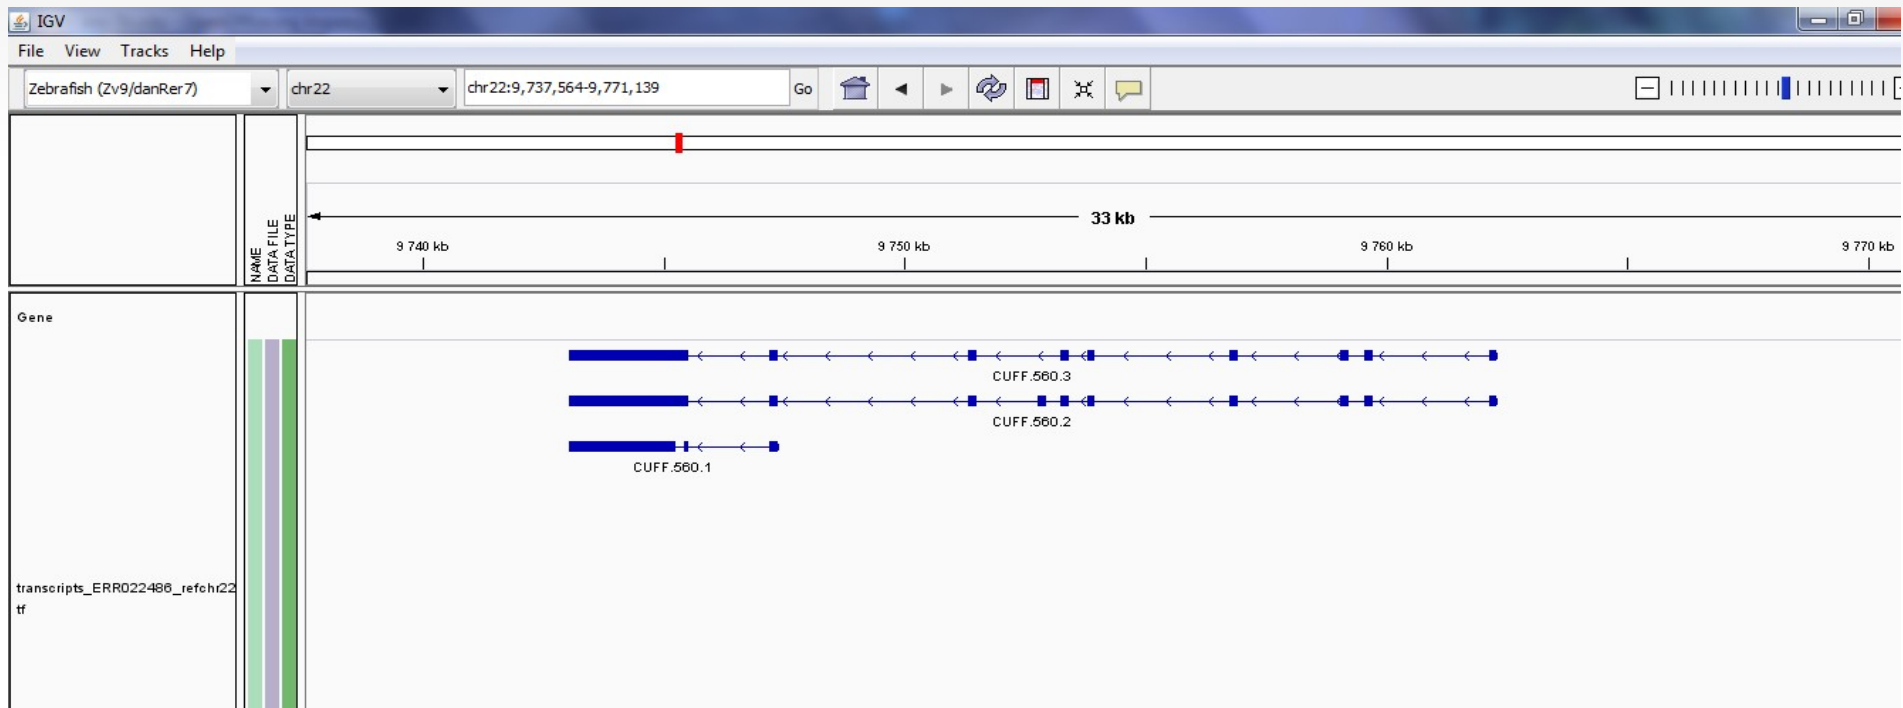 IGV
File View Tracks Help
Zebrafish (Zv9/danRer7) chr22 chr22:9,737,564-9,771,139 Go
NAME
DATA FILE
DATA TYPE
33 kb
9 740 kb 9 750 kb 9 760 kb 9 770 kb
Gene
CUFF.560.3
CUFF.560.2
CUFF.560.1
transcripts_ERR022486_refchr22
tf